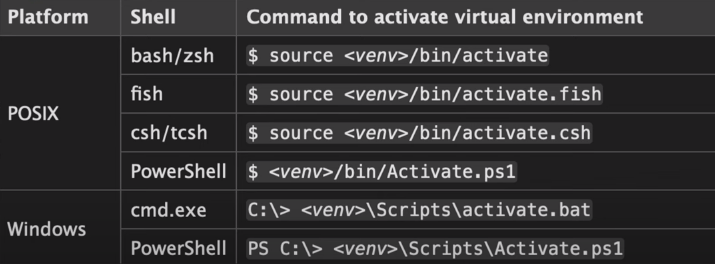 Platform Shell Command to activate virtual environment
bash/zsh $ source <venv>/bin/activate
fish $ source <venv>/bin/activate.fish
POSIX
csh/tcsh $ source <venv>/bin/activate.csh
PowerShell $ <venv>/bin/Activate.ps1
cmd.exe C:\> <venv>\Scripts\activate.bat
Windows
PowerShell PS C:\> <venv>\Scripts\Activate.ps1